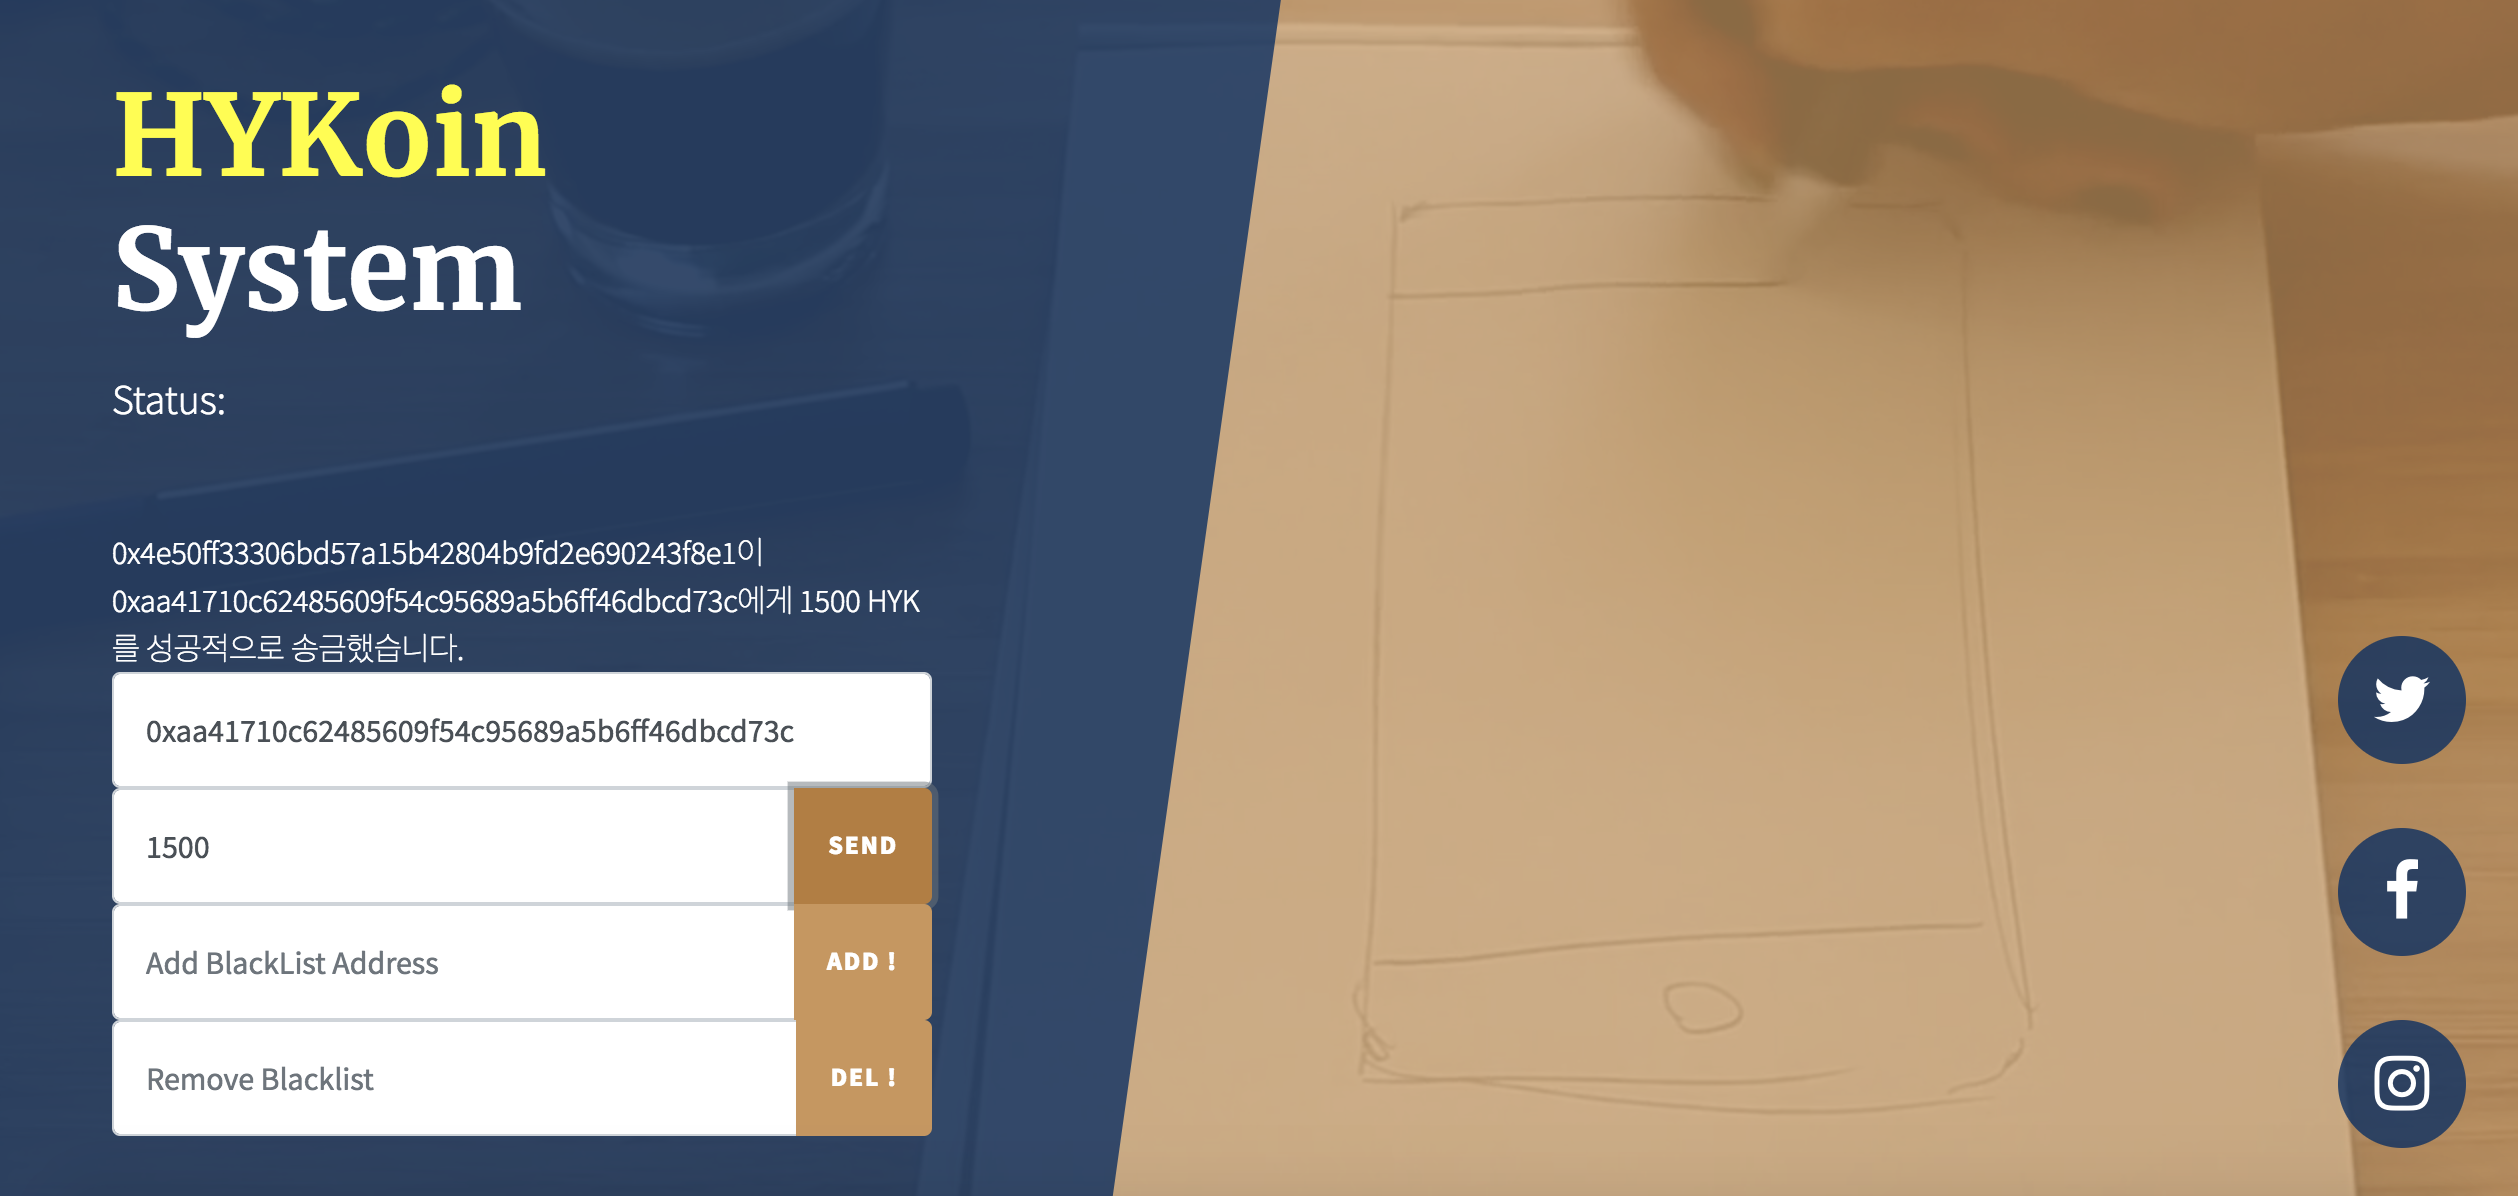 HYKoin
System
Status:
0x4e50ff33306bd57a15b42804b9fd2e690243f8e1이
0xaa41710c62485609f54c95689a5b6ff46dbcd73c에게 1500 HYK
를 성공적으로 송금했습니다.
0xaa41710c62485609f54c95689a5b6ff46dbcd73c
1500 SEND
Add BlackList Address ADD !
Remove Blacklist DEL !